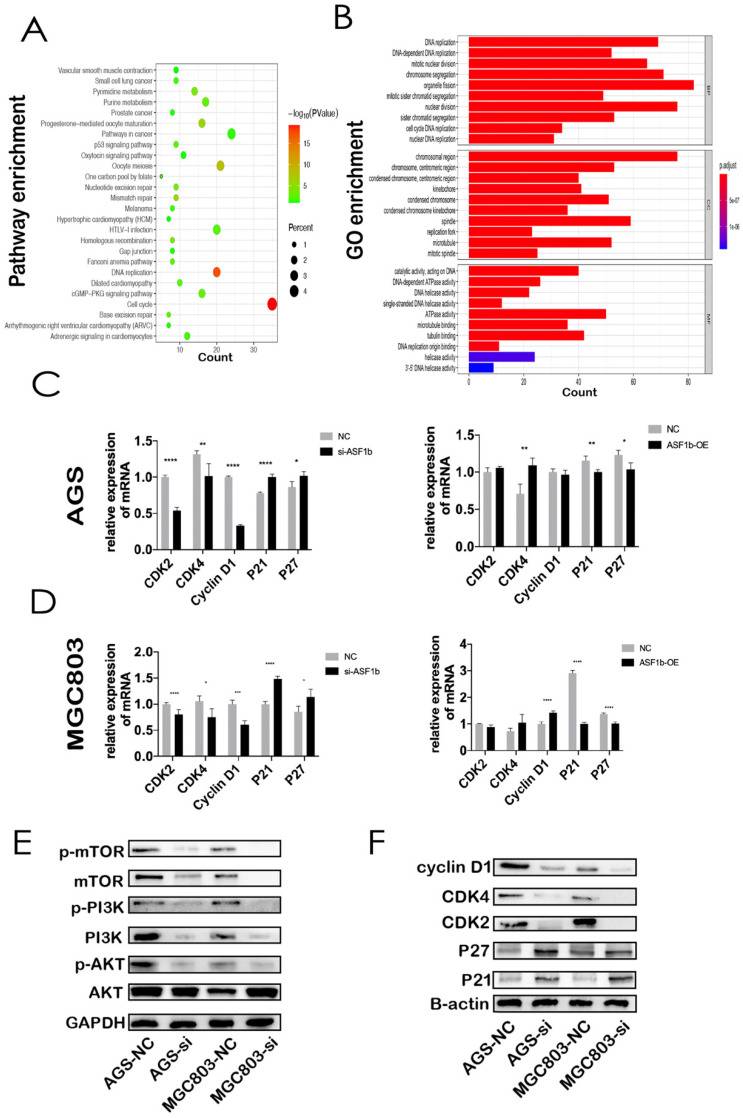 A
Pathway enrichment
Vascular smooth muscle contraction
Small cell lung cancer
Pyrimidine metabolism
Purine metabolism
Prostate cancer
Progesterone-mediated oocyte maturation
Pathways in cancer
p53 signaling pathway
Oxytocin signaling pathway
Oocyte meiosis
One carbon pool by folate
Nucleotide excision repair
Mismatch repair
Melanoma
Hypertrophic cardiomyopathy (HCM)
HTLV-I infection
Homologous recombination
Gap junction
Fanconi anemia pathway
DNA replication
Dilated cardiomyopathy
cGMP-PKG signaling pathway
Cell cycle
Base excision repair
Arrhythmogenic right ventricular cardiomyopathy (ARVC)
Adrenergic signaling in cardiomyocytes
10 20 30
Count
−log10(PValue)
15
10
5
Percent
1
2
3
4
B
GO enrichment
DNA replication
DNA-dependent DNA replication
mitotic nuclear division
chromosome segregation
organelle fission
mitotic sister chromatid segregation
nuclear division
sister chromatid segregation
cell cycle DNA replication
nuclear DNA replication
BP
chromosomal region
chromosome, centromeric region
condensed chromosome, centromeric region
kinetochore
condensed chromosome
condensed chromosome kinetochore
spindle
replication fork
microtubule
mitotic spindle
CC
catalytic activity, acting on DNA
DNA-dependent ATPase activity
DNA helicase activity
single-stranded DNA helicase activity
ATPase activity
microtubule binding
tubulin binding
DNA replication origin binding
helicase activity
3'-5' DNA helicase activity
MF
0 20 40 60 80
Count
p.adjust
5e-07
1e-06
C
AGS
relative expression
of mRNA
1.5
1.0
0.5
0.0
**** ** **** **** *
CDK2 CDK4 Cyclin D1 P21 P27
NC
si-ASF1b
relative expression
of mRNA
1.5
1.0
0.5
0.0
** ** *
CDK2 CDK4 Cyclin D1 P21 P27
NC
ASF1b-OE
D
MGC803
relative expression
of mRNA
2.0
1.5
1.0
0.5
0.0
**** * *** **** *
CDK2 CDK4 Cyclin D1 P21 P27
NC
si-ASF1b
relative expression
of mRNA
4
3
2
1
0
**** **** ****
CDK2 CDK4 Cyclin D1 P21 P27
NC
ASF1b-OE
E
p-mTOR
mTOR
p-PI3K
PI3K
p-AKT
AKT
GAPDH
AGS-NC AGS-si MGC803-NC MGC803-si
F
cyclin D1
CDK4
CDK2
P27
P21
B-actin
AGS-NC AGS-si MGC803-NC MGC803-si